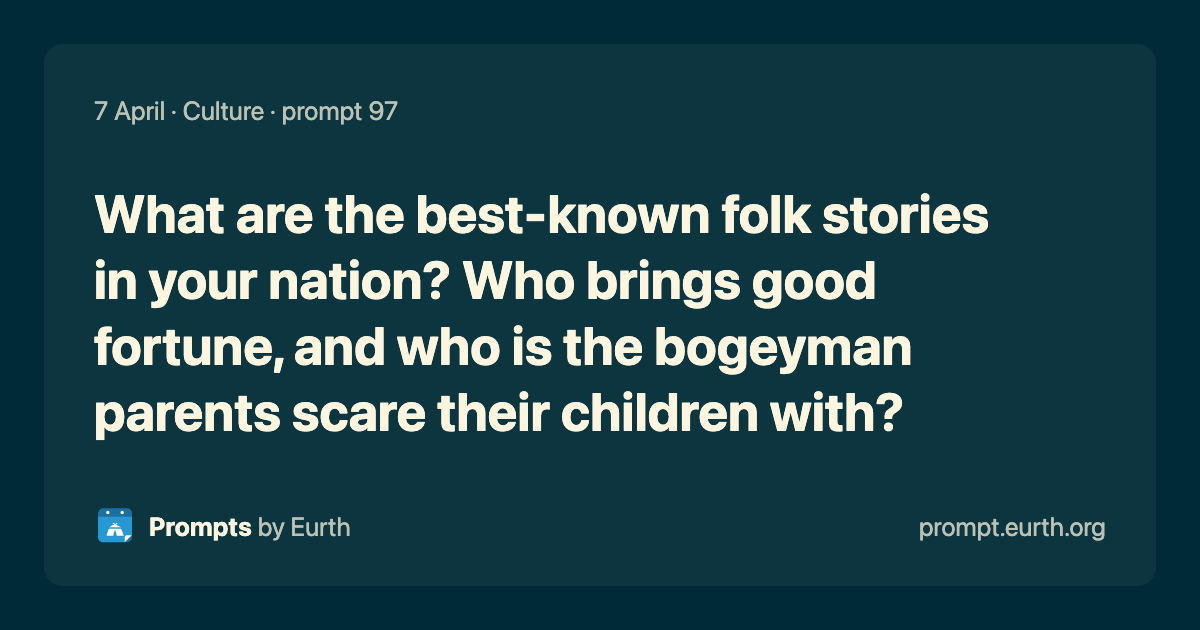 7 April · Culture · prompt 97
What are the best-known folk stories
in your nation? Who brings good
fortune, and who is the bogeyman
parents scare their children with?
Prompts by Eurth
prompt.eurth.org